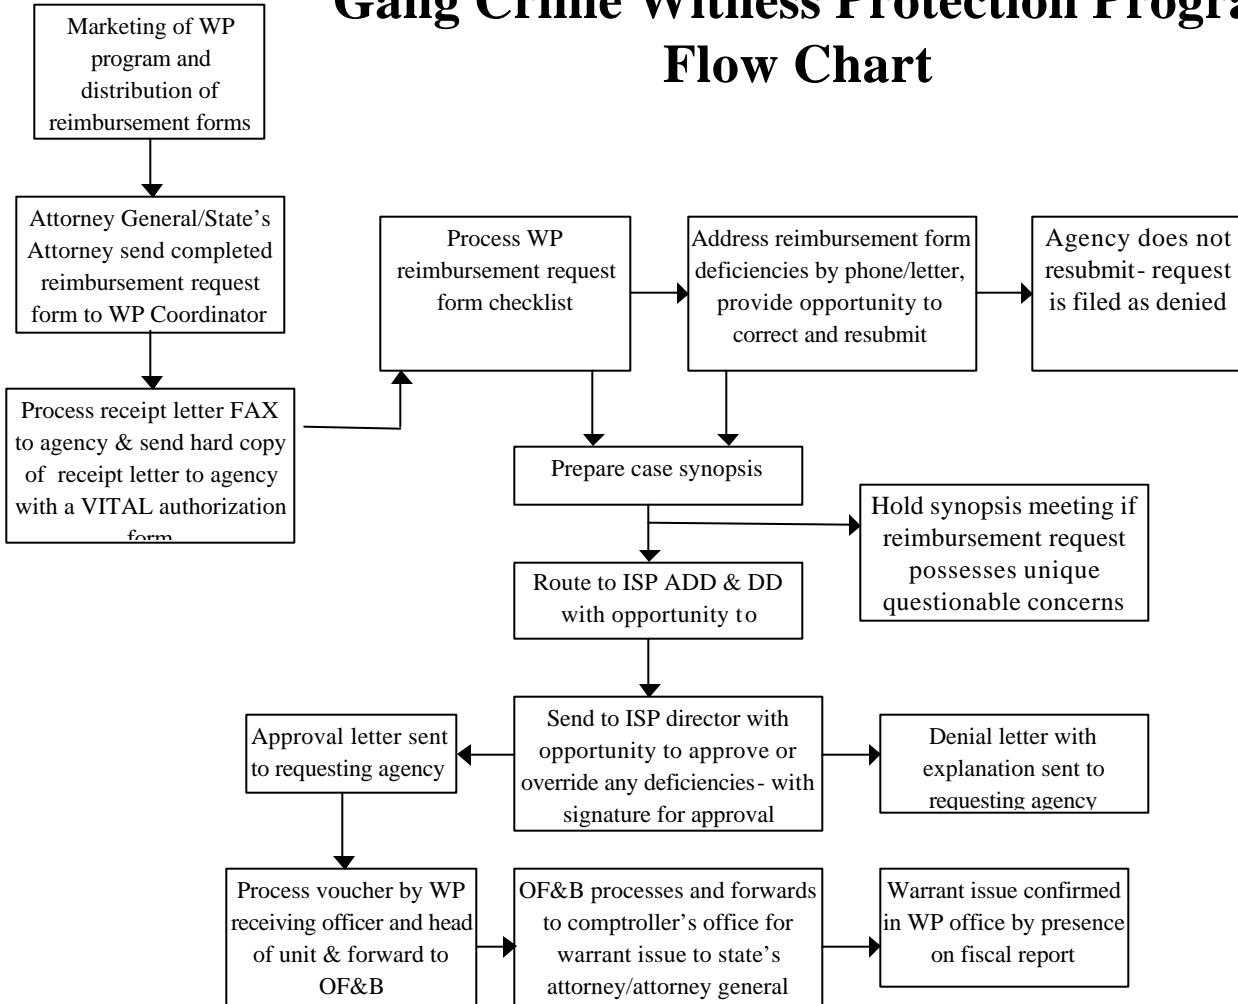 Gang Crime Witness Protection Progra
Flow Chart
Marketing of WP
program and
distribution of
reimbursement forms
Attorney General/State's
Attorney send completed
reimbursement request
form to WP Coordinator
Process receipt letter FAX
to agency & send hard copy
of receipt letter to agency
with a VITAL authorization
form
Process WP
reimbursement request
form checklist
Address reimbursement form
deficiencies by phone/letter,
provide opportunity to
correct and resubmit
Agency does not
resubmit- request
is filed as denied
Prepare case synopsis
Hold synopsis meeting if
reimbursement request
possesses unique
questionable concerns
Route to ISP ADD & DD
with opportunity to
Send to ISP director with
opportunity to approve or
override any deficiencies- with
signature for approval
Approval letter sent
to requesting agency
Denial letter with
explanation sent to
requesting agency
Process voucher by WP
receiving officer and head
of unit & forward to
OF&B
OF&B processes and forwards
to comptroller's office for
warrant issue to state's
attorney/attorney general
Warrant issue confirmed
in WP office by presence
on fiscal report